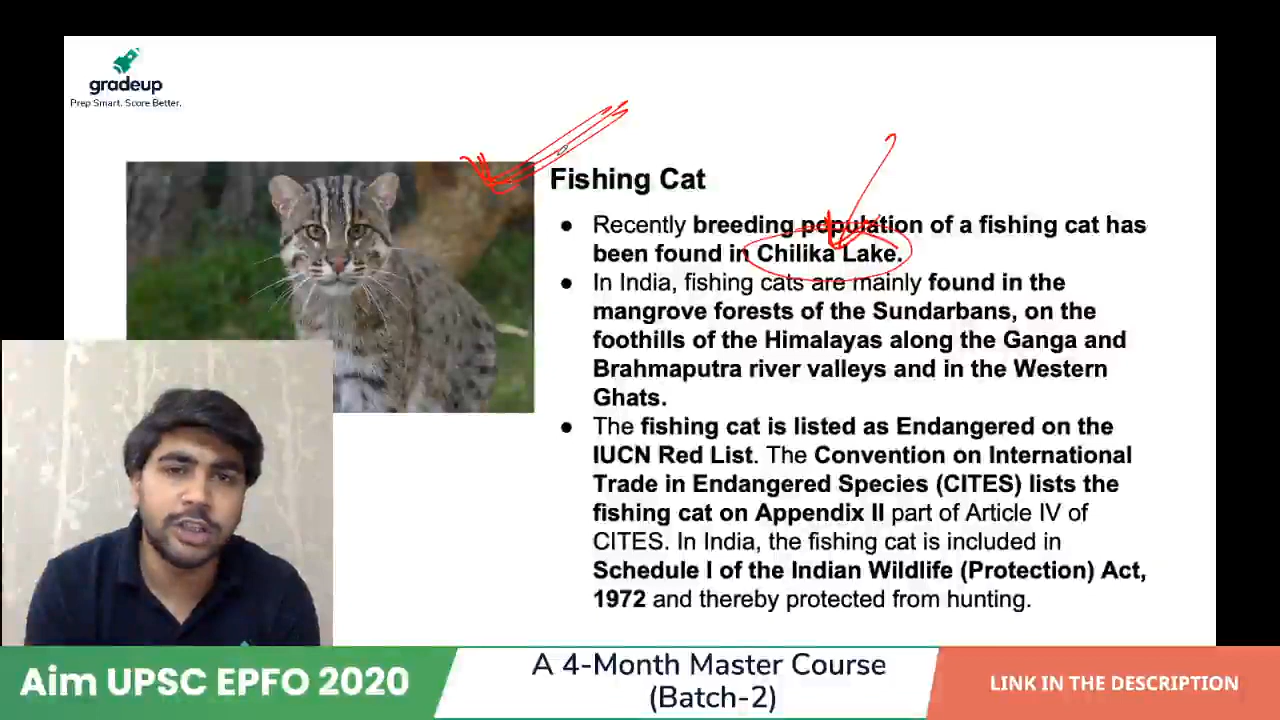 gradeup
Prep Smart. Score Better.
Fishing Cat
● Recently breeding population of a fishing cat has
been found in Chilika Lake.
● In India, fishing cats are mainly found in the
mangrove forests of the Sundarbans, on the
foothills of the Himalayas along the Ganga and
Brahmaputra river valleys and in the Western
Ghats.
● The fishing cat is listed as Endangered on the
IUCN Red List. The Convention on International
Trade in Endangered Species (CITES) lists the
fishing cat on Appendix II part of Article IV of
CITES. In India, the fishing cat is included in
Schedule I of the Indian Wildlife (Protection) Act,
1972 and thereby protected from hunting.
Aim UPSC EPFO 2020
A 4-Month Master Course
(Batch-2)
LINK IN THE DESCRIPTION